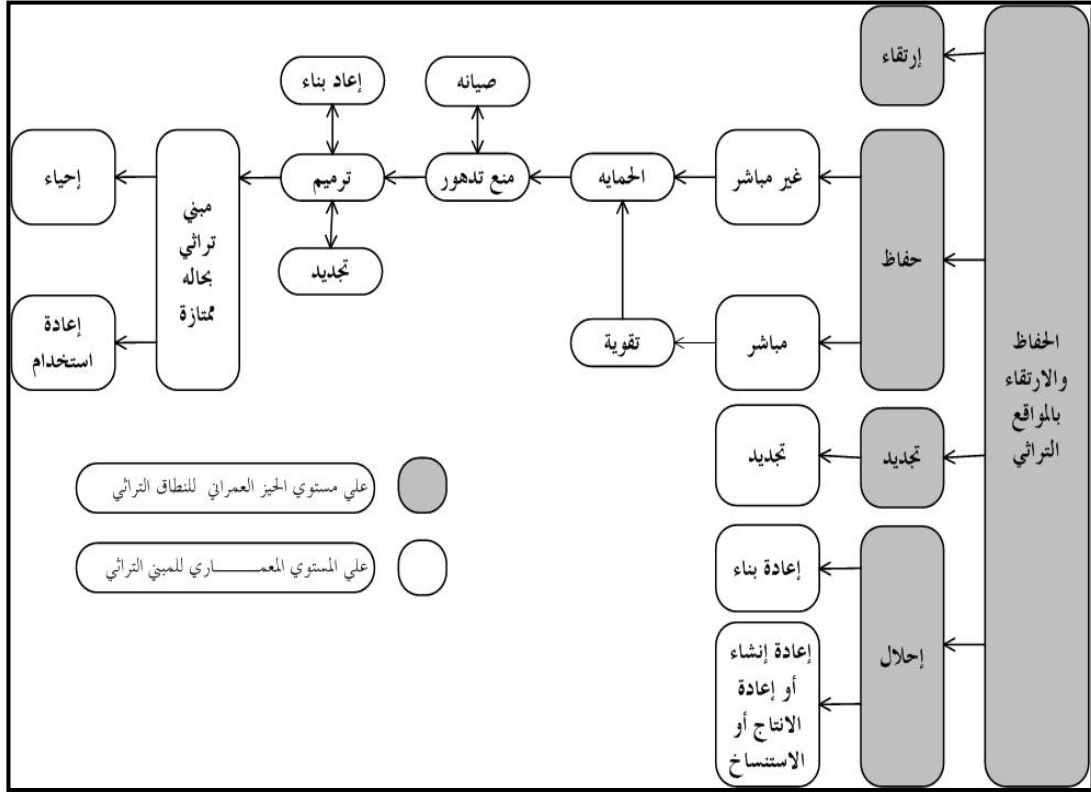 الحفاظ
والارتقاء
بالمواقع
التراثي
إرتقاء
حفاظ
تجديد
إحلال
غير مباشر
مباشر
تجديد
إعادة بناء
إعادة إنشاء
أو إعادة
الانتاج أو
الاستنساخ
الحمايه
تقوية
صيانه
منع تدهور
إعاد بناء
ترميم
تجديد
مبني
تراثي
بحاله
ممتازة
إحياء
إعادة
استخدام
علي مستوي الحيز العمراني للنطاق التراثي
علي المستوي المعمـــــــاري للمبني التراثي